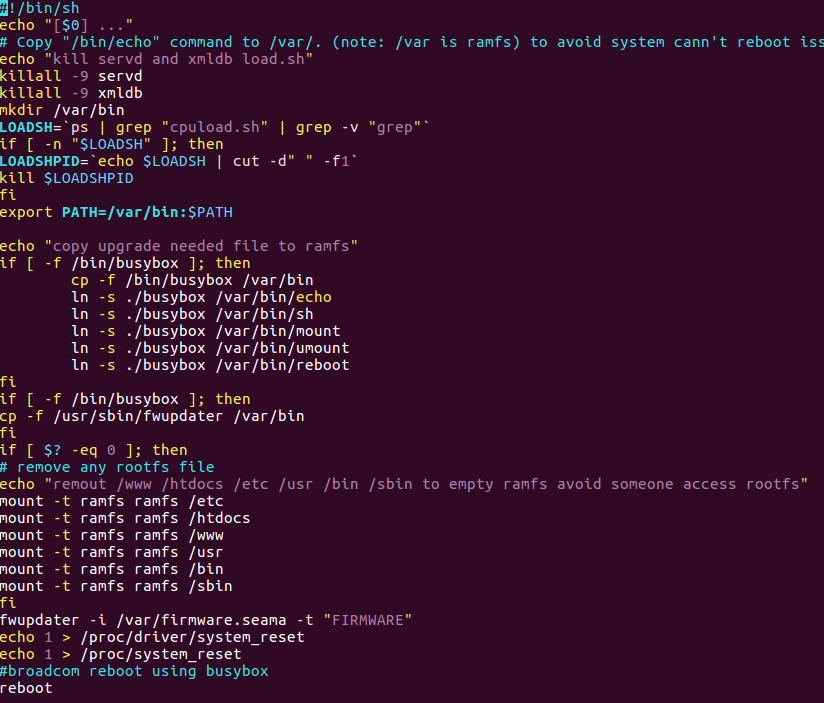 #!/bin/sh
echo "[$0] ..."
# Copy "/bin/echo" command to /var/. (note: /var is ramfs) to avoid system cann't reboot iss
echo "kill servd and xmldb load.sh"
killall -9 servd
killall -9 xmldb
mkdir /var/bin
LOADSH=`ps | grep "cpuload.sh" | grep -v "grep"`
if [ -n "$LOADSH" ]; then
LOADSHPID=`echo $LOADSH | cut -d" " -f1`
kill $LOADSHPID
fi
export PATH=/var/bin:$PATH
echo "copy upgrade needed file to ramfs"
if [ -f /bin/busybox ]; then
        cp -f /bin/busybox /var/bin
        ln -s ./busybox /var/bin/echo
        ln -s ./busybox /var/bin/sh
        ln -s ./busybox /var/bin/mount
        ln -s ./busybox /var/bin/umount
        ln -s ./busybox /var/bin/reboot
fi
if [ -f /bin/busybox ]; then
cp -f /usr/sbin/fwupdater /var/bin
fi
if [ $? -eq 0 ]; then
# remove any rootfs file
echo "remout /www /htdocs /etc /usr /bin /sbin to empty ramfs avoid someone access rootfs"
mount -t ramfs ramfs /etc
mount -t ramfs ramfs /htdocs
mount -t ramfs ramfs /www
mount -t ramfs ramfs /usr
mount -t ramfs ramfs /bin
mount -t ramfs ramfs /sbin
fi
fwupdater -i /var/firmware.seama -t "FIRMWARE"
echo 1 > /proc/driver/system_reset
echo 1 > /proc/system_reset
#broadcom reboot using busybox
reboot